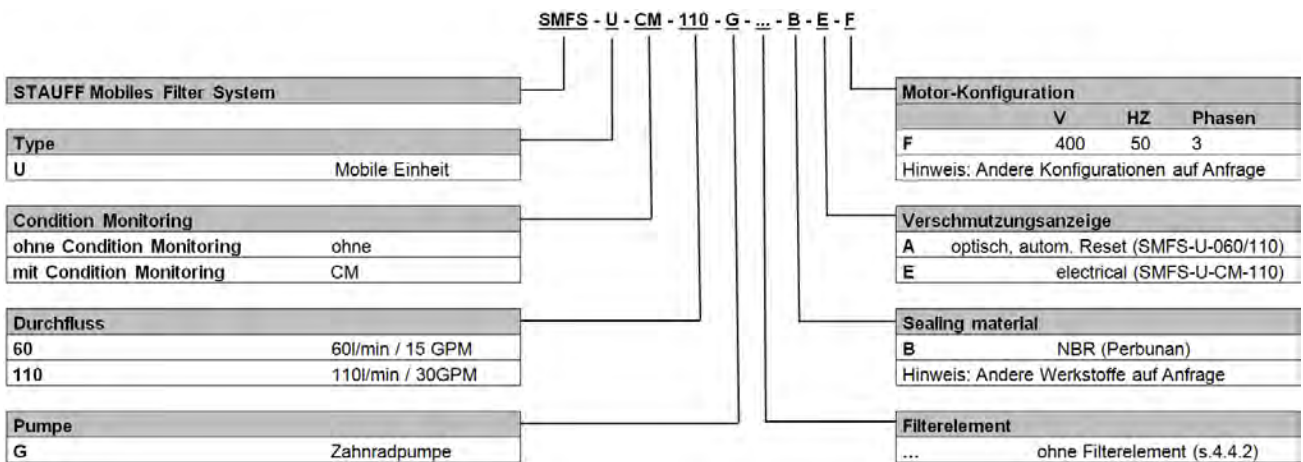 SMFS - U - CM - 110 - G - ... - B - E - F
STAUFF Mobiles Filter System
Type
U Mobile Einheit
Condition Monitoring
ohne Condition Monitoring ohne
mit Condition Monitoring CM
Durchfluss
60 60l/min / 15 GPM
110 110l/min / 30GPM
Pumpe
G Zahnradpumpe
Motor-Konfiguration
V HZ Phasen
F 400 50 3
Hinweis: Andere Konfigurationen auf Anfrage
Verschmutzungsanzeige
A optisch, autom. Reset (SMFS-U-060/110)
E electrical (SMFS-U-CM-110)
Sealing material
B NBR (Perbunan)
Hinweis: Andere Werkstoffe auf Anfrage
Filterelement
... ohne Filterelement (s.4.4.2)